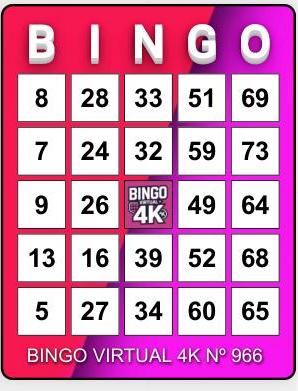 B I N G O
8 28 33 51 69
7 24 32 59 73
9 26 BINGO VIRTUAL 4K 49 64
13 16 39 52 68
5 27 34 60 65
BINGO VIRTUAL 4K Nº 966